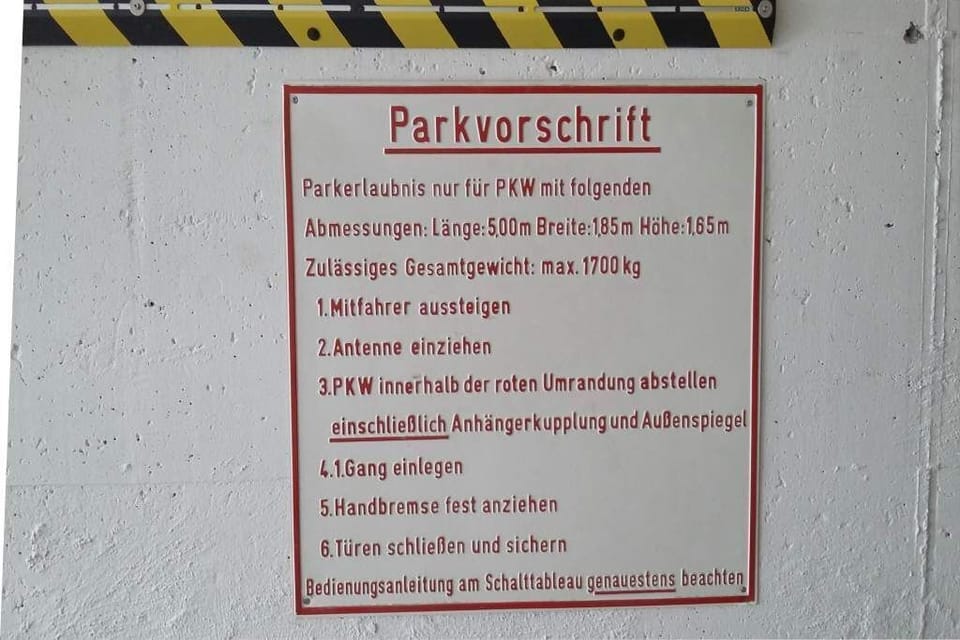 Parkvorschrift
Parkerlaubnis nur für PKW mit folgenden
Abmessungen: Länge:5,00m Breite:1,85m Höhe:1,65m
Zulässiges Gesamtgewicht: max. 1700 kg
1.Mitfahrer aussteigen
2.Antenne einziehen
3.PKW innerhalb der roten Umrandung abstellen
einschließlich Anhängerkupplung und Außenspiegel
4.1.Gang einlegen
5.Handbremse fest anziehen
6.Türen schließen und sichern
Bedienungsanleitung am Schalttableau genauestens beachten